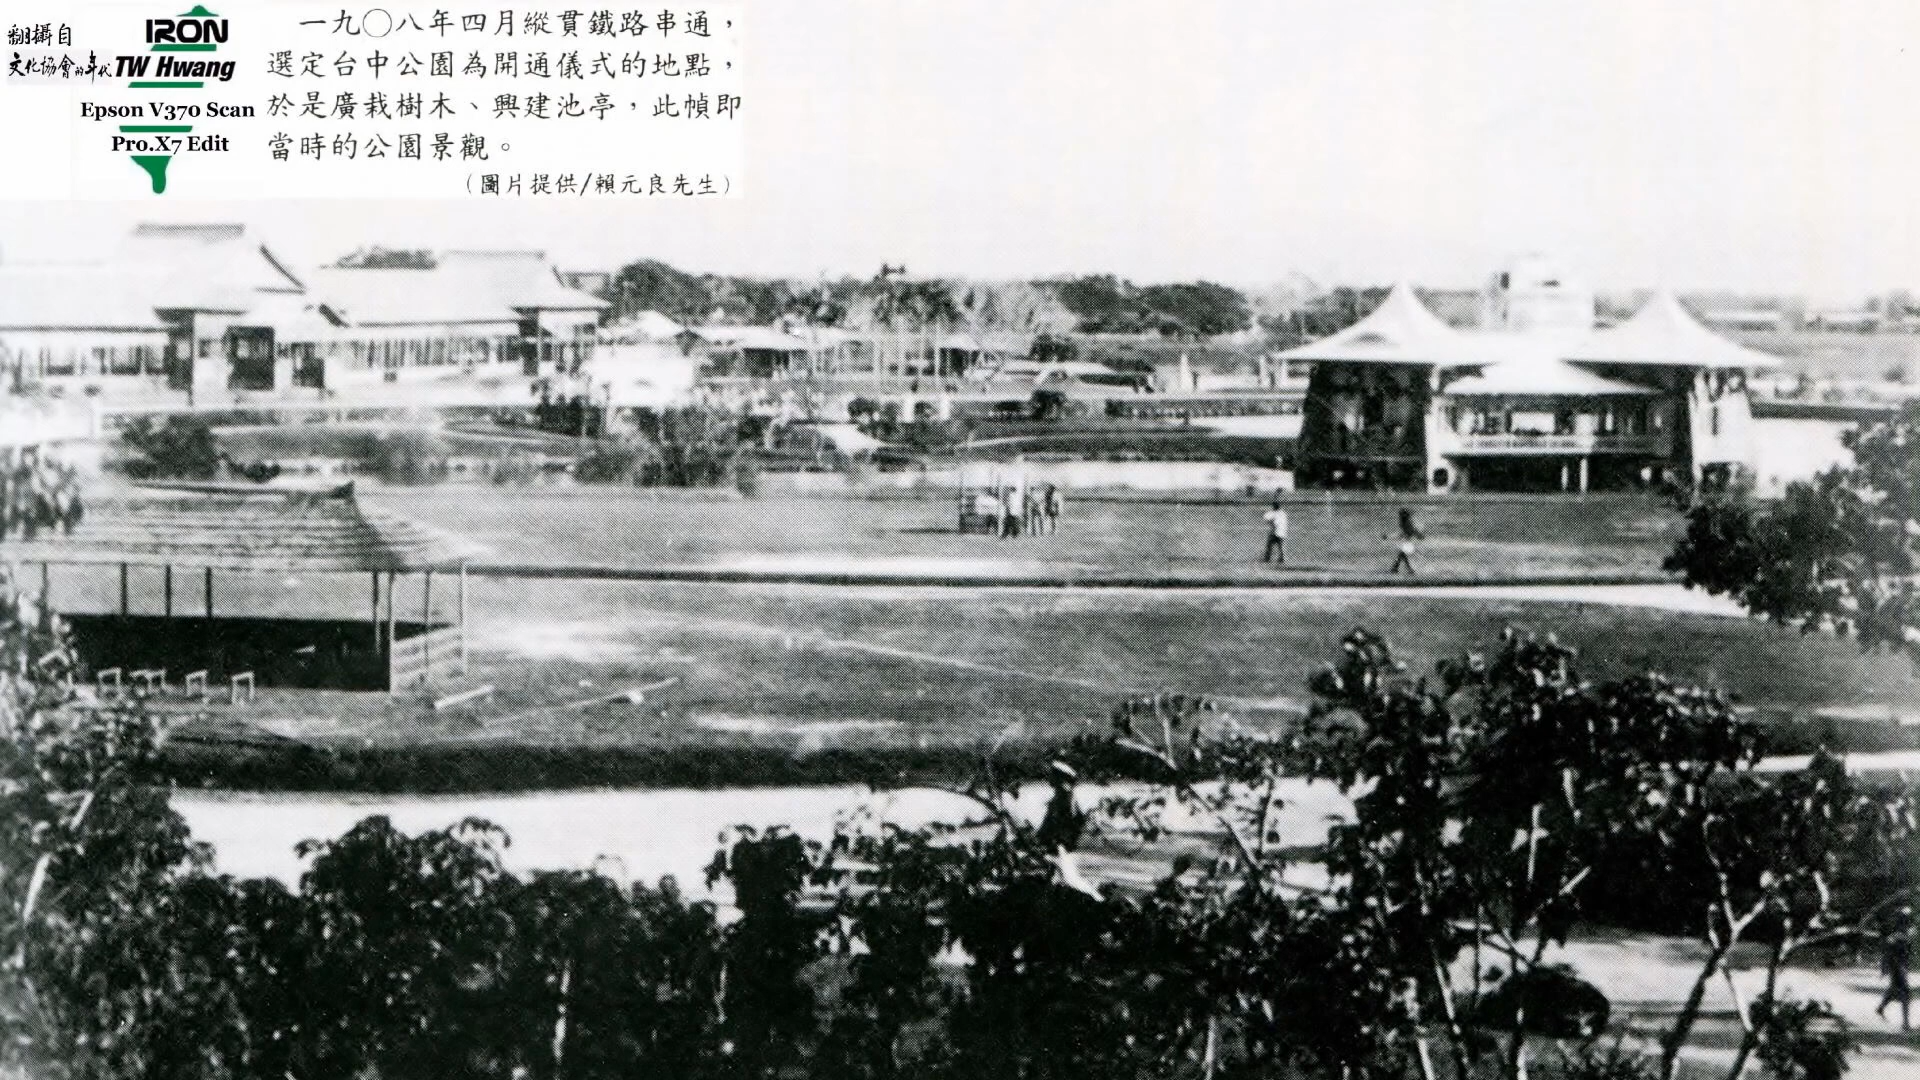 翻攝自
文化協會的年代
IRON
TW Hwang
Epson V370 Scan
Pro.X7 Edit
一九〇八年四月縱貫鐵路串通，
選定台中公園為開通儀式的地點，
於是廣栽樹木、興建池亭，此幀即
當時的公園景觀。
（圖片提供/賴元良先生）